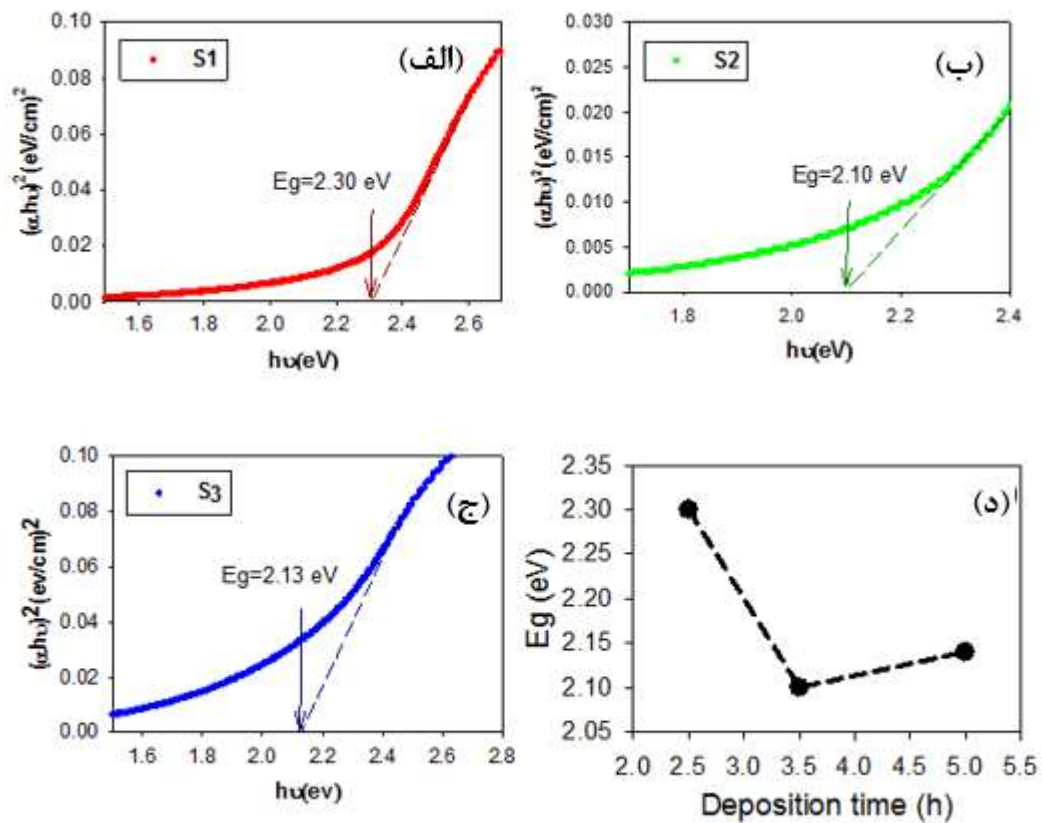 S1
(الف)
0.10
0.08
0.06
0.04
0.02
0.00
(αhυ)² (eV/cm)²
Eg=2.30 eV
1.6 1.8 2.0 2.2 2.4 2.6
hυ(eV)
S2
(ب)
0.030
0.025
0.020
0.015
0.010
0.005
0.000
(αhυ)² (eV/cm)²
Eg=2.10 eV
1.8 2.0 2.2 2.4
hυ(eV)
S3
(ج)
0.10
0.08
0.06
0.04
0.02
0.00
(αhυ)2 (ev/cm)2
Eg=2.13 eV
1.6 1.8 2.0 2.2 2.4 2.6 2.8
hυ(ev)
(د)
2.35
2.30
2.25
2.20
2.15
2.10
2.05
Eg (eV)
2.0 2.5 3.0 3.5 4.0 4.5 5.0 5.5
Deposition time (h)